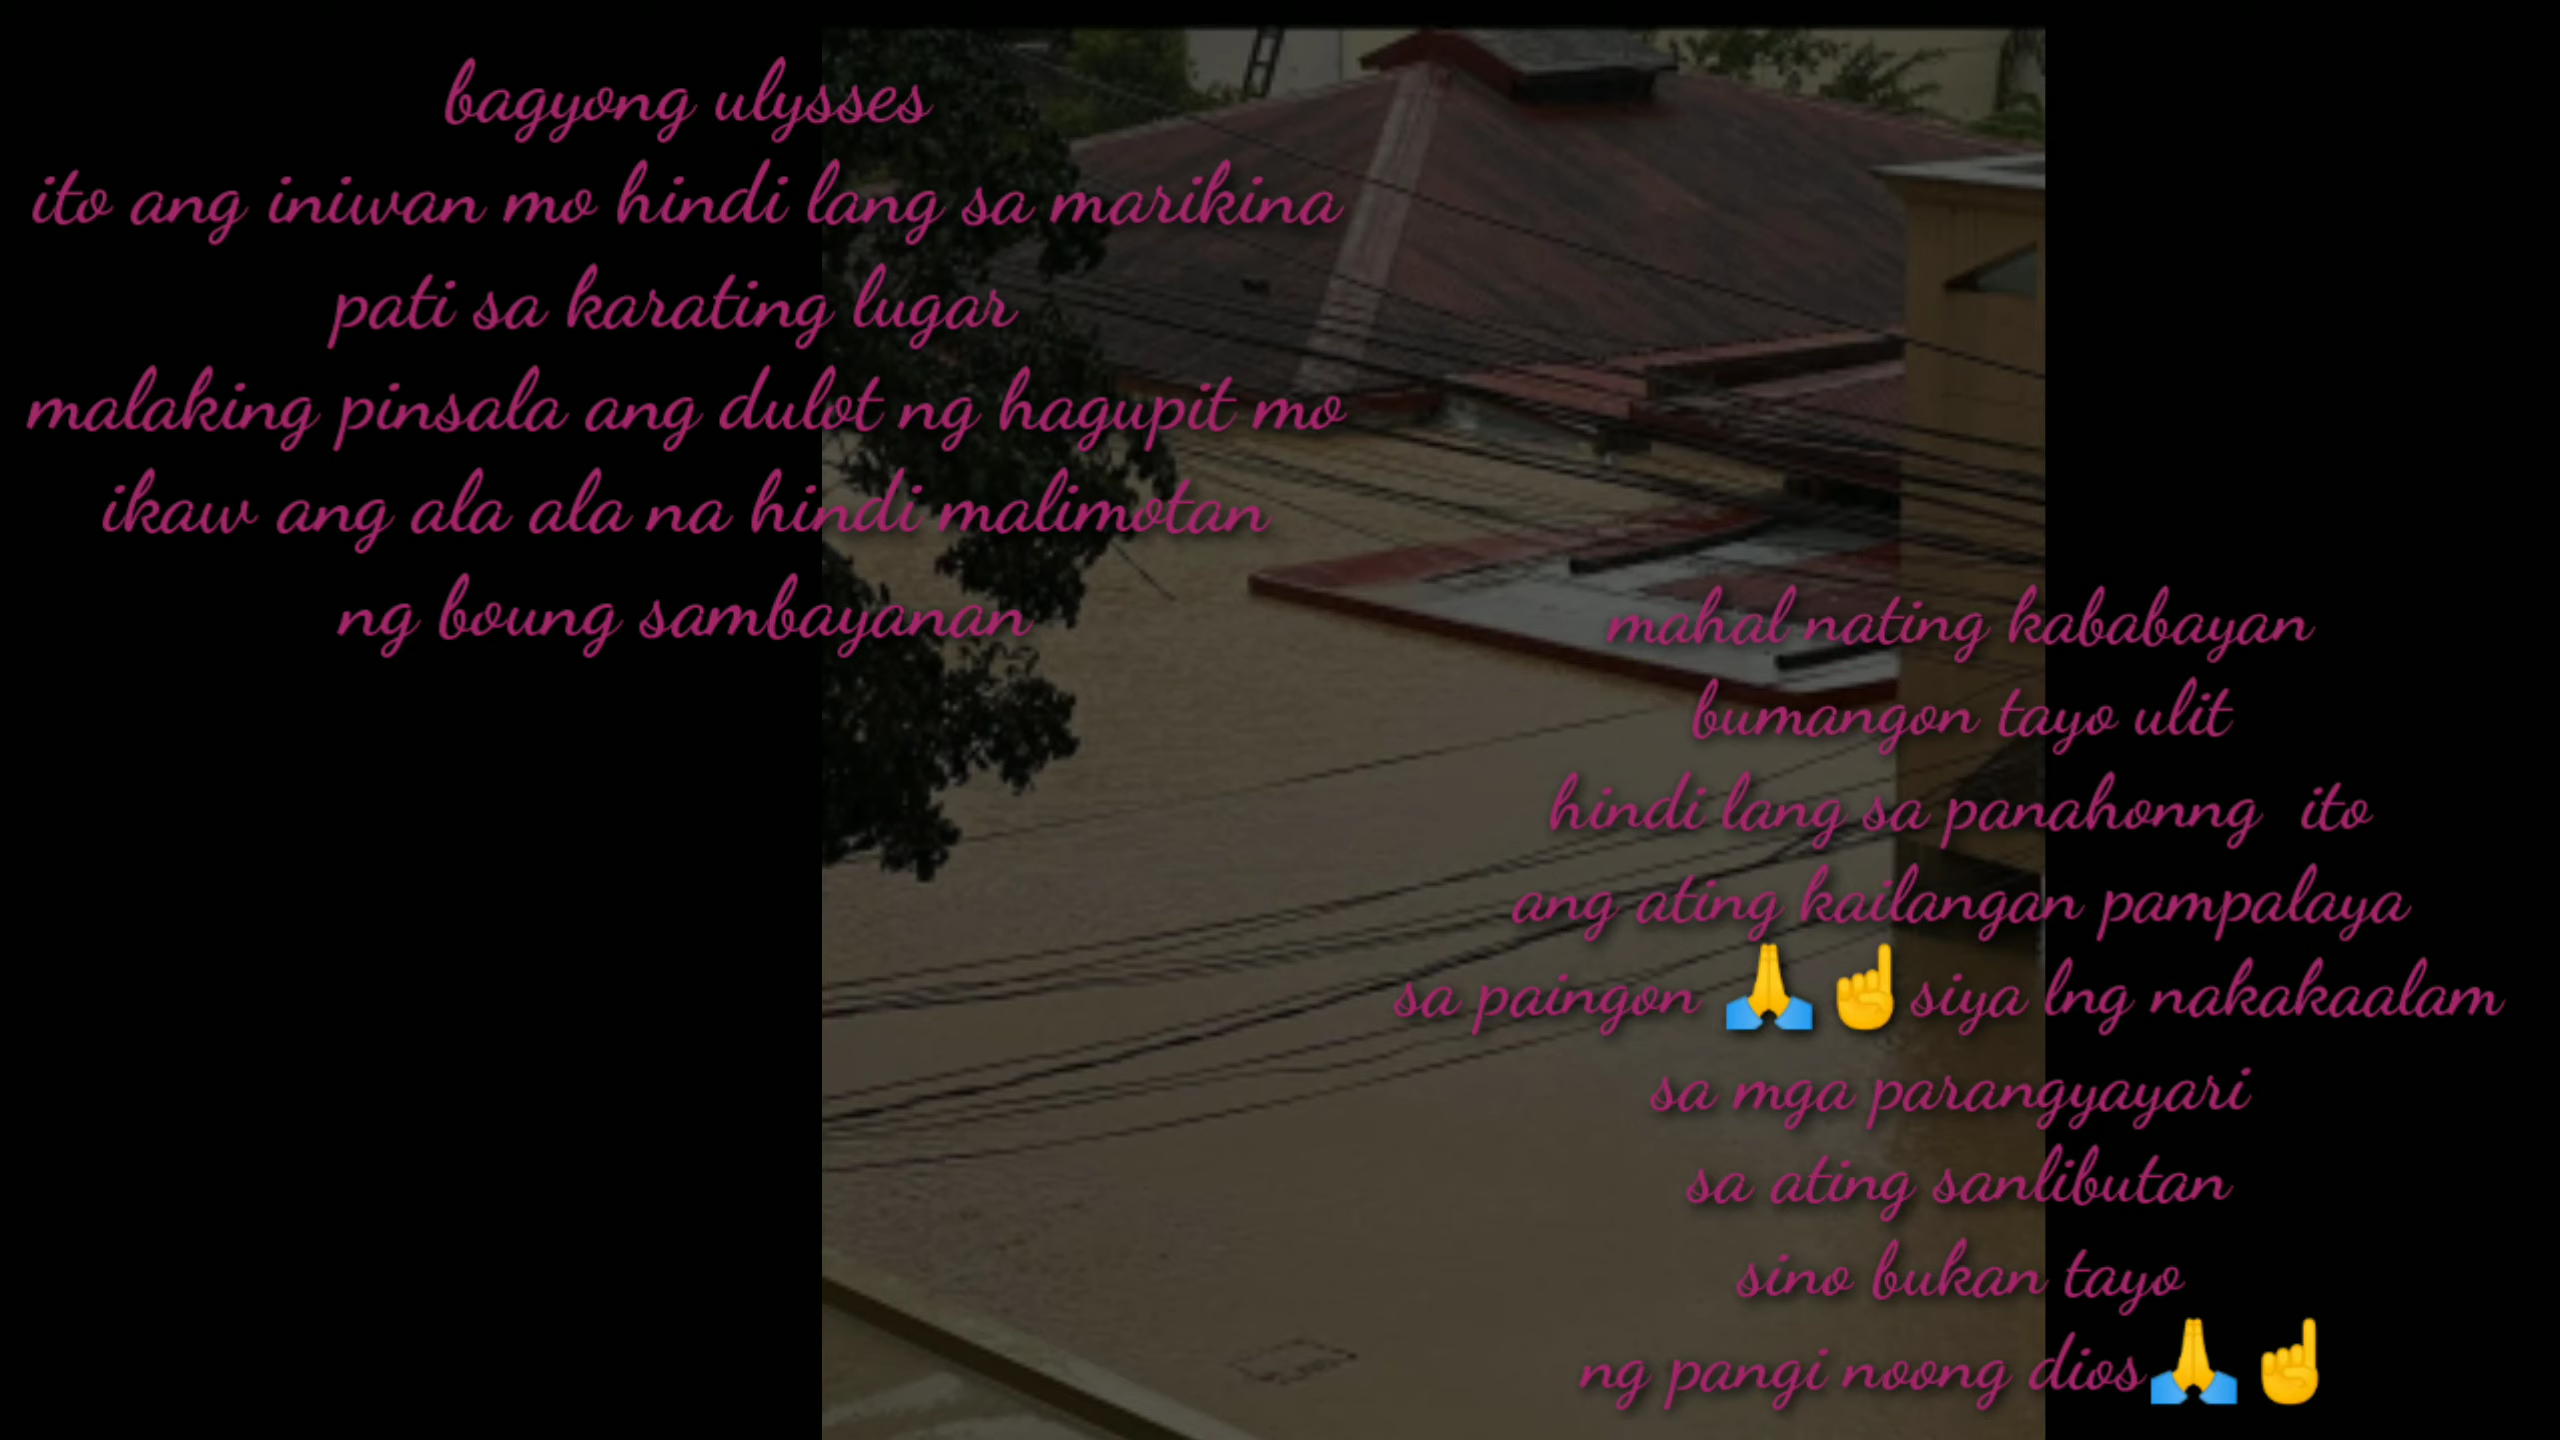 bagyong ulysses
ito ang iniwan mo hindi lang sa marikina
pati sa karating lugar
malaking pinsala ang dulot ng hagupit mo
ikaw ang ala ala na hindi malimotan
ng boung sambayanan
mahal nating kababayan
bumangon tayo ulit
hindi lang sa panahonng  ito
ang ating kailangan pampalaya
sa paingon 🙏☝️siya lng nakakaalam
sa mga parangyayari
sa ating sanlibutan
sino bukan tayo
ng pangi noong dios🙏☝️